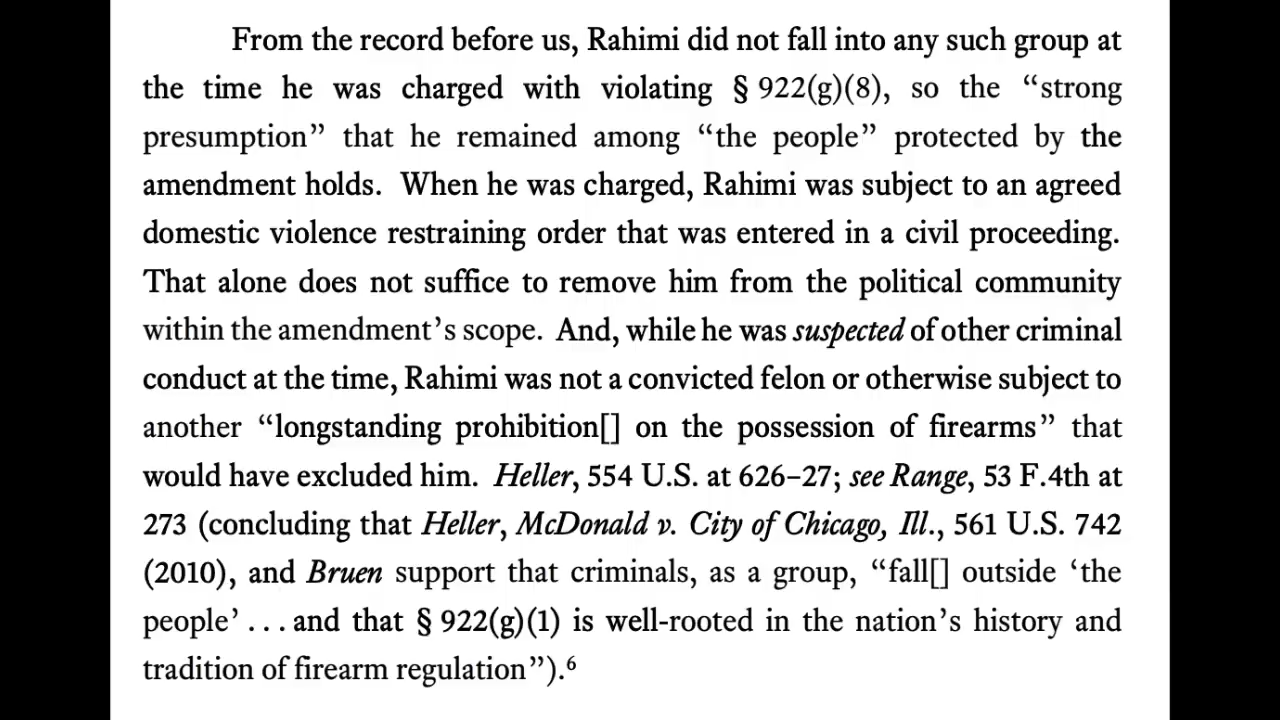 From the record before us, Rahimi did not fall into any such group at
the time he was charged with violating § 922(g)(8), so the “strong
presumption” that he remained among “the people” protected by the
amendment holds. When he was charged, Rahimi was subject to an agreed
domestic violence restraining order that was entered in a civil proceeding.
That alone does not suffice to remove him from the political community
within the amendment’s scope. And, while he was suspected of other criminal
conduct at the time, Rahimi was not a convicted felon or otherwise subject to
another “longstanding prohibition[] on the possession of firearms” that
would have excluded him. Heller, 554 U.S. at 626–27; see Range, 53 F.4th at
273 (concluding that Heller, McDonald v. City of Chicago, Ill., 561 U.S. 742
(2010), and Bruen support that criminals, as a group, “fall[] outside ‘the
people’ . . . and that § 922(g)(1) is well-rooted in the nation’s history and
tradition of firearm regulation”).⁶